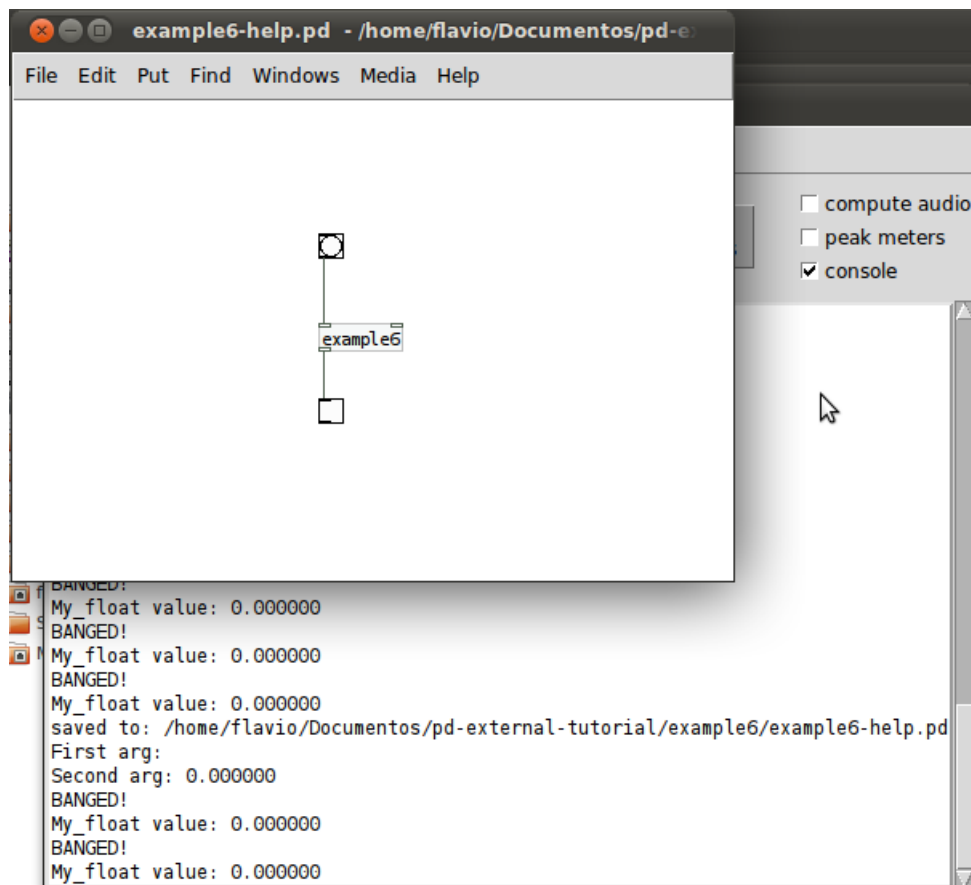 example6-help.pd - /home/flavio/Documentos/pd-e
File Edit Put Find Windows Media Help
compute audio
peak meters
console
example6
BANGED!
My_float value: 0.000000
BANGED!
My_float value: 0.000000
BANGED!
My_float value: 0.000000
saved to: /home/flavio/Documentos/pd-external-tutorial/example6/example6-help.pd
First arg:
Second arg: 0.000000
BANGED!
My_float value: 0.000000
BANGED!
My_float value: 0.000000